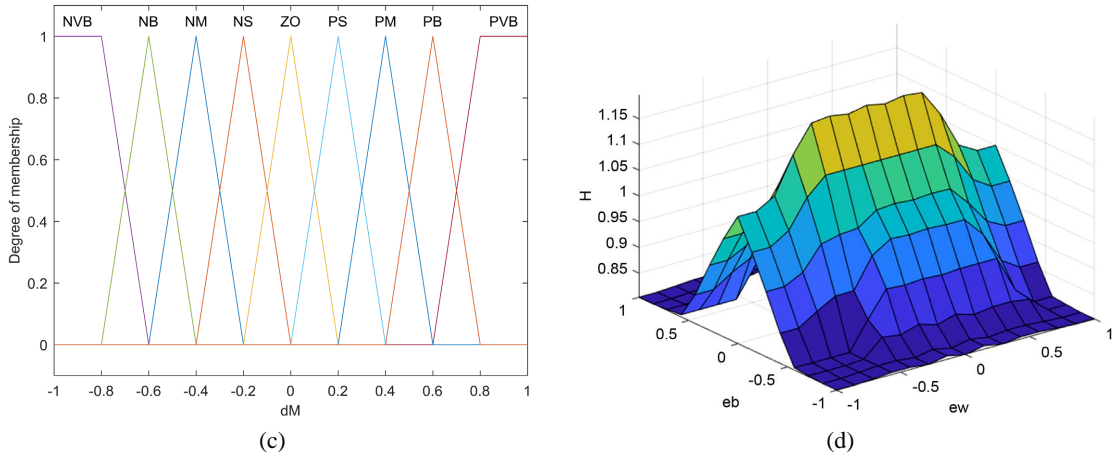 NVB NB NM NS ZO PS PM PB PVB
1
0.8
0.6
0.4
0.2
0
Degree of membership
-1 -0.8 -0.6 -0.4 -0.2 0 0.2 0.4 0.6 0.8 1
dM
(c)
1.15
1.1
1.05
1
0.95
0.9
0.85
H
1
0.5
0
-0.5
-1
eb
-1
-0.5
0
0.5
1
ew
(d)